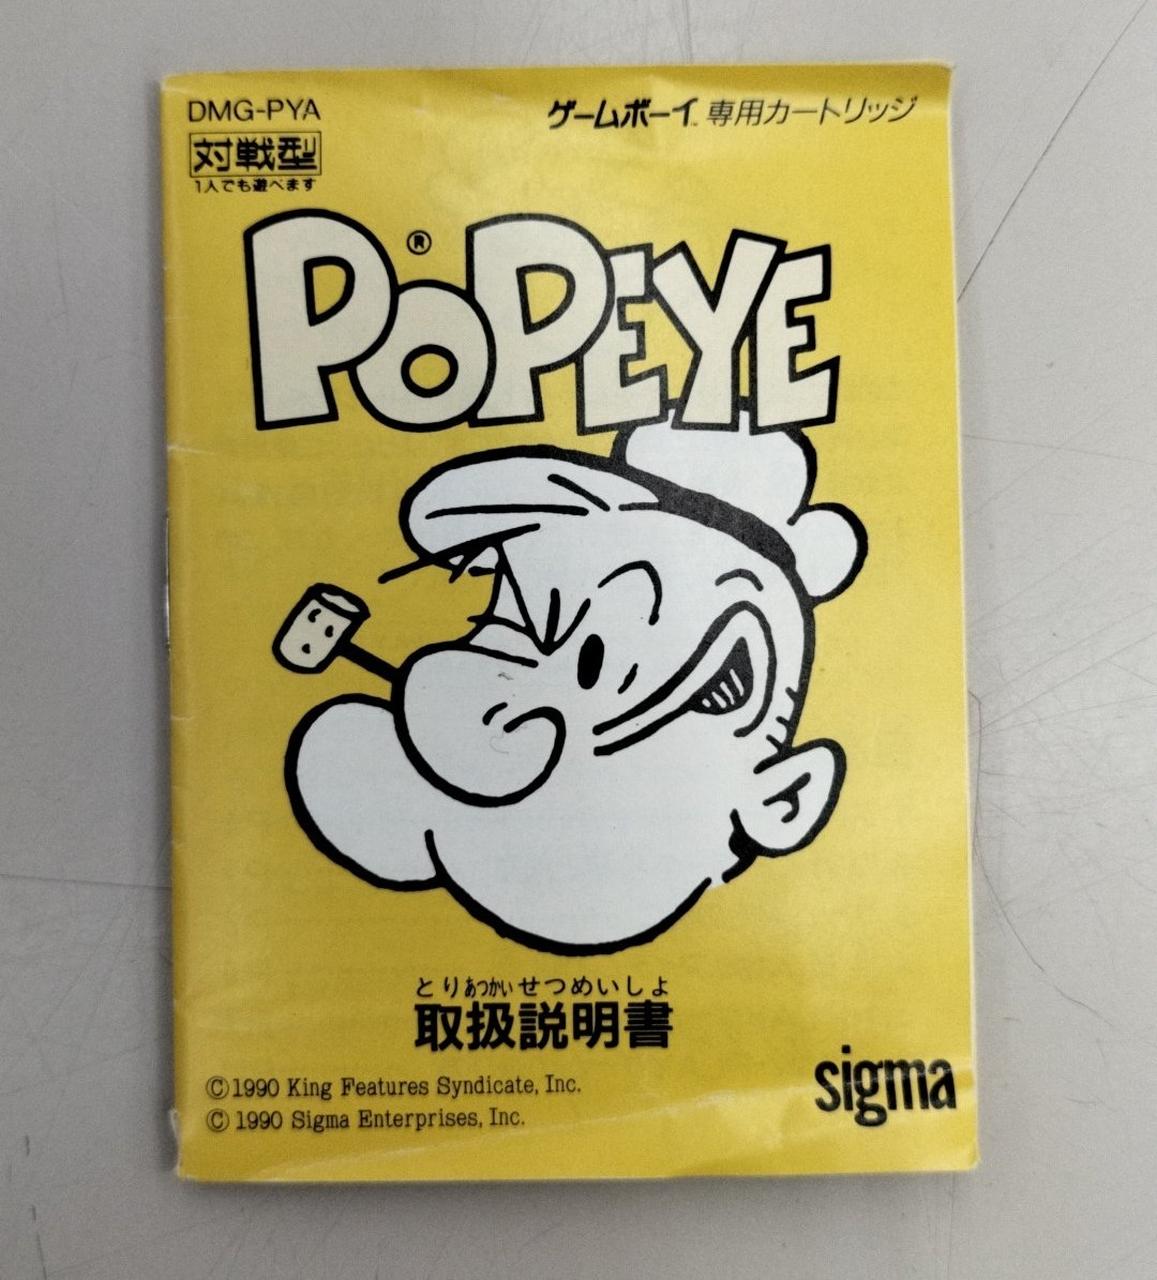 DMG-PYA
ゲームボーイ™専用カートリッジ
対戦型
1人でも遊べます
POPEYE®
とりあつかいせつめいしょ
取扱説明書
©1990 King Features Syndicate, Inc.
© 1990 Sigma Enterprises, Inc.
sigma